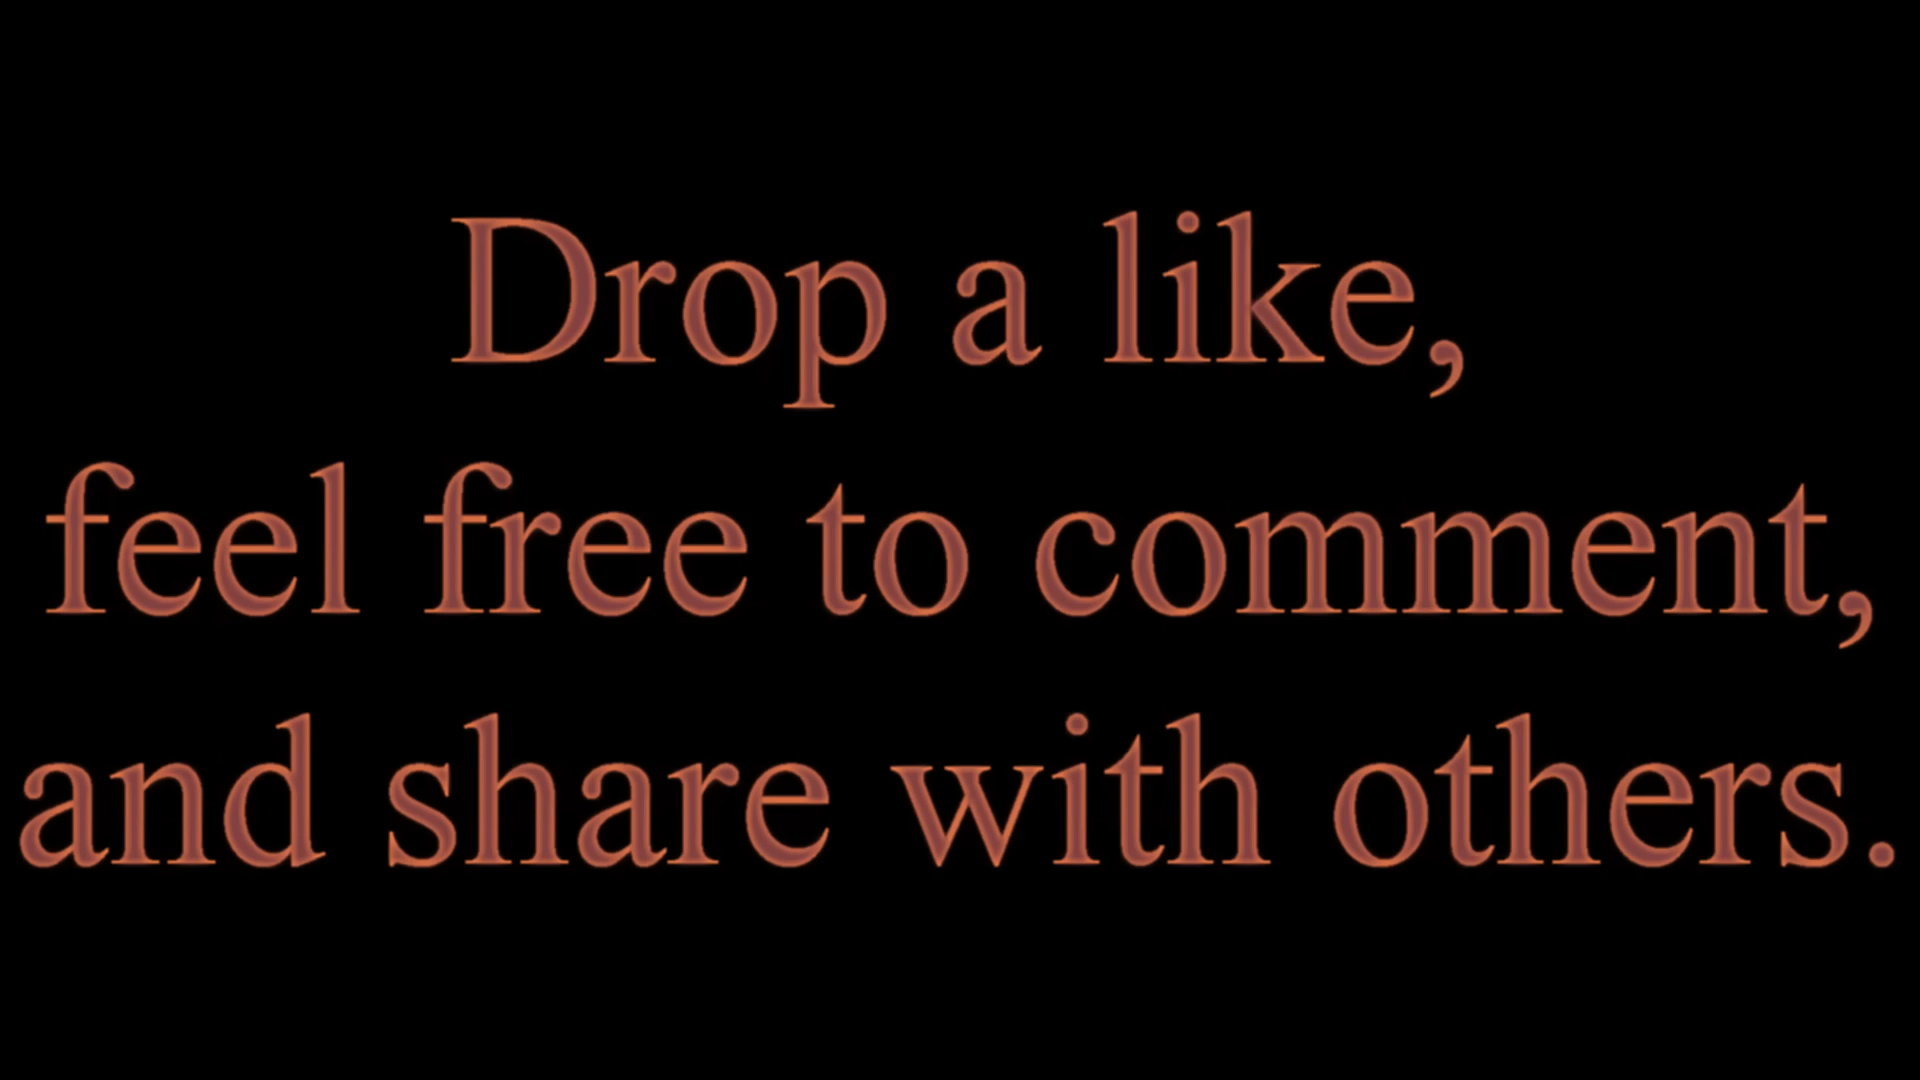 Drop a like,
feel free to comment,
and share with others.